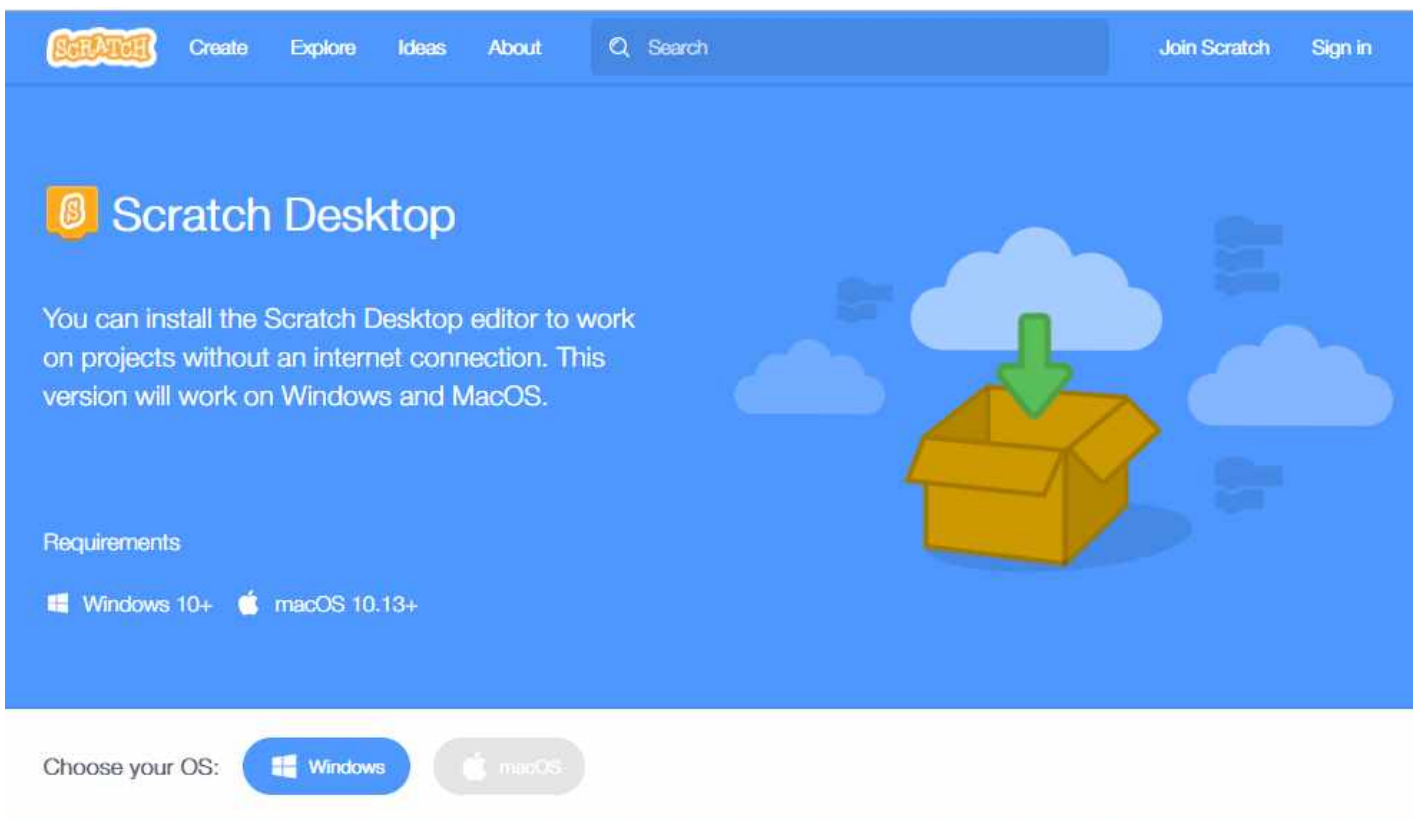 SCRATCH Create Explore Ideas About Search Join Scratch Sign in
Scratch Desktop
You can install the Scratch Desktop editor to work
on projects without an internet connection. This
version will work on Windows and MacOS.
Requirements
Windows 10+ macOS 10.13+
Choose your OS: Windows macOS